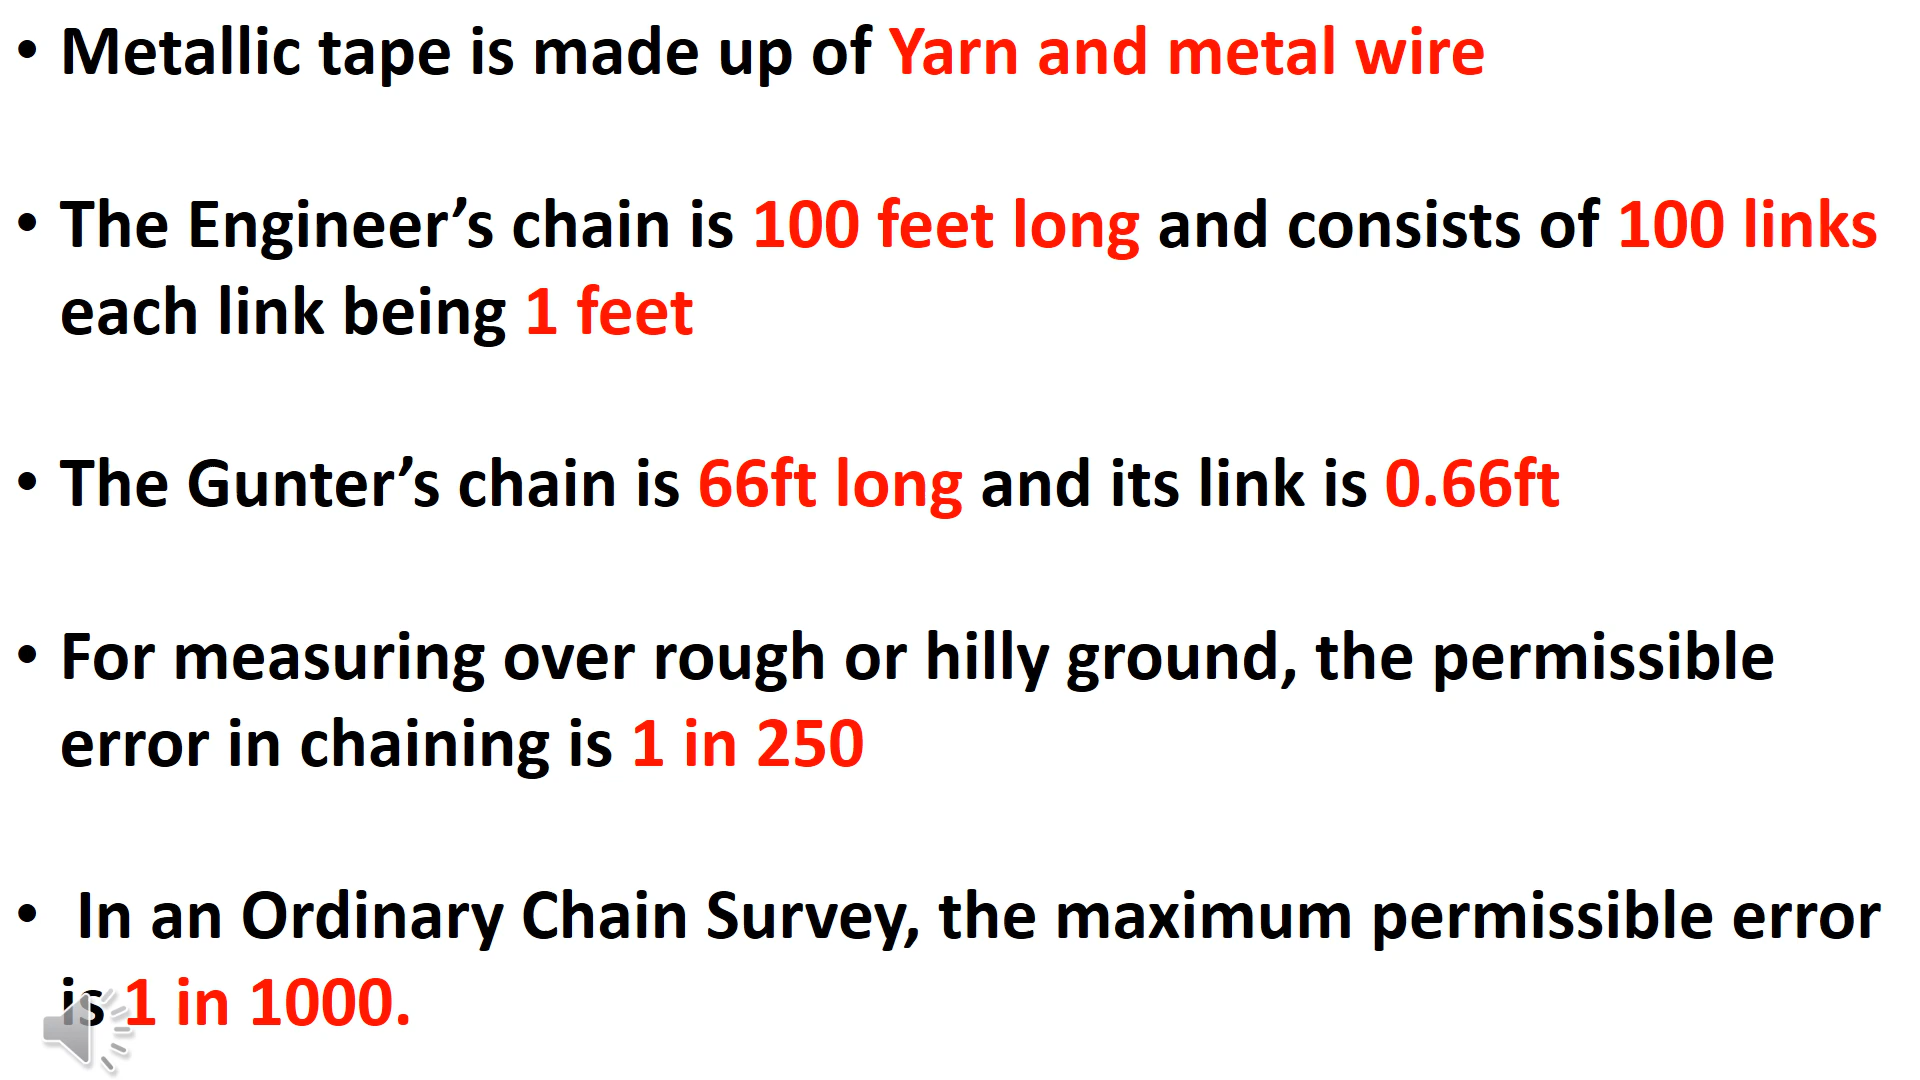 • Metallic tape is made up of Yarn and metal wire
• The Engineer’s chain is 100 feet long and consists of 100 links
each link being 1 feet
• The Gunter’s chain is 66ft long and its link is 0.66ft
• For measuring over rough or hilly ground, the permissible
error in chaining is 1 in 250
• In an Ordinary Chain Survey, the maximum permissible error
is 1 in 1000.